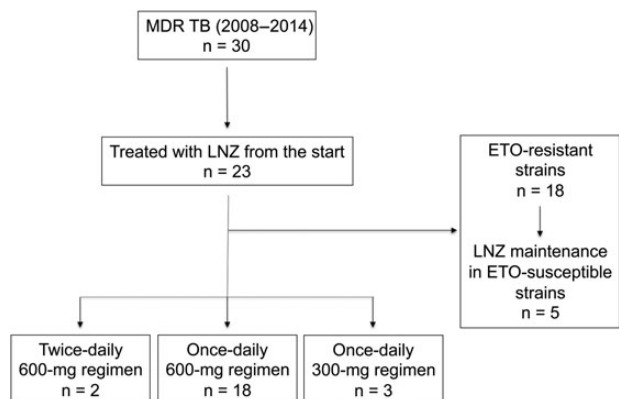 MDR TB (2008–2014)
n = 30
Treated with LNZ from the start
n = 23
ETO-resistant
strains
n = 18
LNZ maintenance
in ETO-susceptible
strains
n = 5
Twice-daily
600-mg regimen
n = 2
Once-daily
600-mg regimen
n = 18
Once-daily
300-mg regimen
n = 3